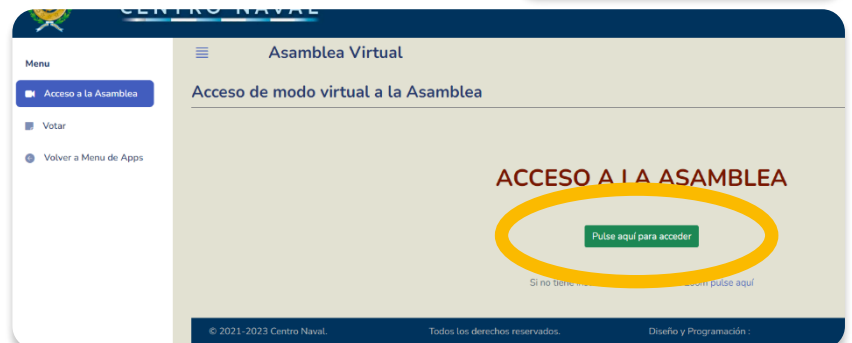 CENTRO NAVAL
Menu
Asamblea Virtual
Acceso a la Asamblea
Acceso de modo virtual a la Asamblea
Votar
Volver a Menu de Apps
ACCESO A LA ASAMBLEA
Pulse aquí para acceder
Si no tiene Zoom pulse aquí
© 2021-2023 Centro Naval.
Todos los derechos reservados.
Diseño y Programación :